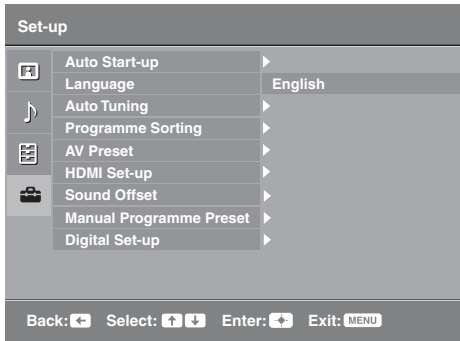 Set-up
Auto Start-up
Language English
Auto Tuning
Programme Sorting
AV Preset
HDMI Set-up
Sound Offset
Manual Programme Preset
Digital Set-up
Back: Select: Enter: Exit: MENU